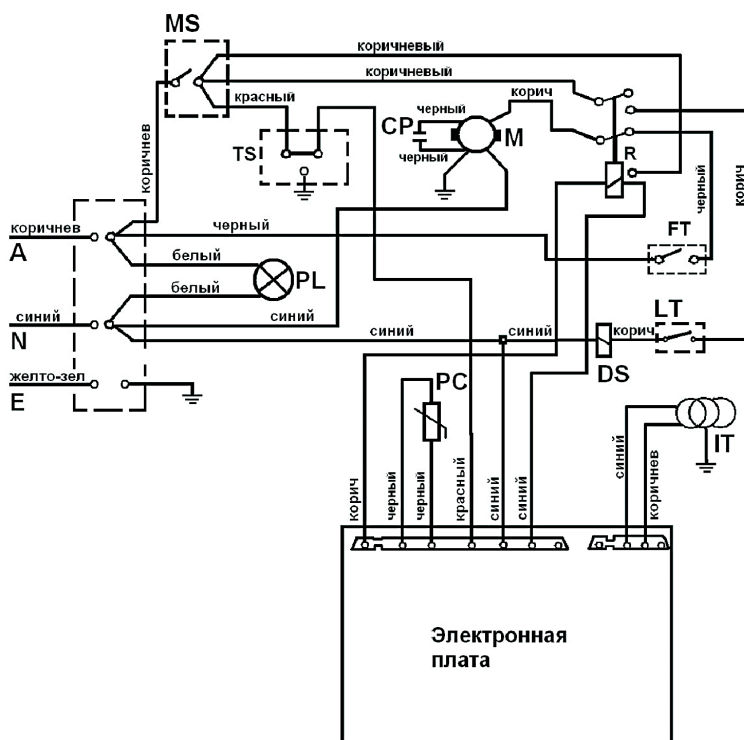 MS
коричневый
коричневый
красный
TS
CP
черный
черный
M
корич
R
черный
корич
FT
коричнев
коричнев
A
черный
белый
белый
PL
синий
N
синий
синий
синий
корич
LT
DS
желто-зел
E
PC
IT
синий
коричнев
корич
черный
черный
красный
синий
синий
Электронная
плата